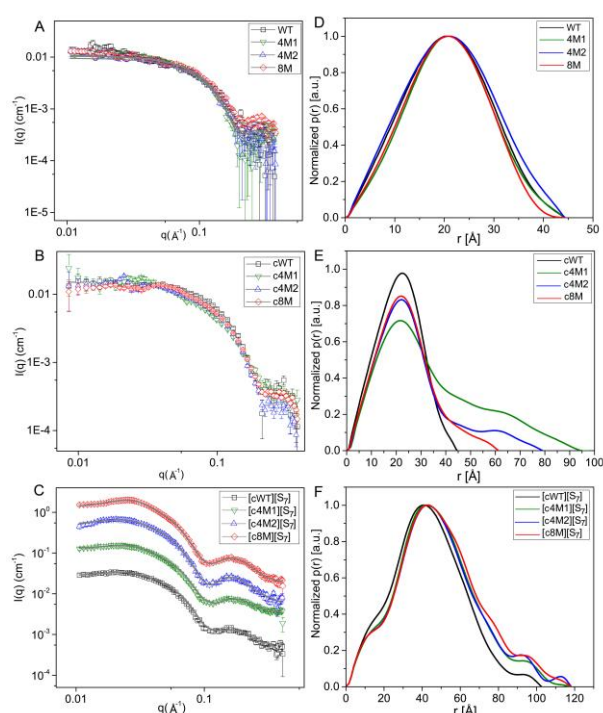 A
WT
4M1
4M2
8M
0.01
1E-3
1E-4
1E-5
I(q) (cm⁻¹)
0.01
0.1
q(Å⁻¹)
D
WT
4M1
4M2
8M
1.0
0.8
0.6
0.4
0.2
0.0
Normalized p(r) [a.u.]
0 10 20 30 40 50
r [Å]
B
cWT
c4M1
c4M2
c8M
0.01
1E-3
1E-4
I(q) (cm⁻¹)
0.01
0.1
q(Å⁻¹)
E
cWT
c4M1
c4M2
c8M
1.0
0.8
0.6
0.4
0.2
0.0
Normalized p(r) [a.u.]
0 10 20 30 40 50 60 70 80 90 100
r [Å]
C
[cWT][S₇]
[c4M1][S₇]
[c4M2][S₇]
[c8M][S₇]
10⁰
10⁻¹
10⁻²
10⁻³
10⁻⁴
I(q) (cm⁻¹)
0.01
0.1
q(Å⁻¹)
F
[cWT][S₇]
[c4M1][S₇]
[c4M2][S₇]
[c8M][S₇]
1.0
0.8
0.6
0.4
0.2
0.0
Normalized p(r) [a.u.]
0 20 40 60 80 100 120
r [Å]